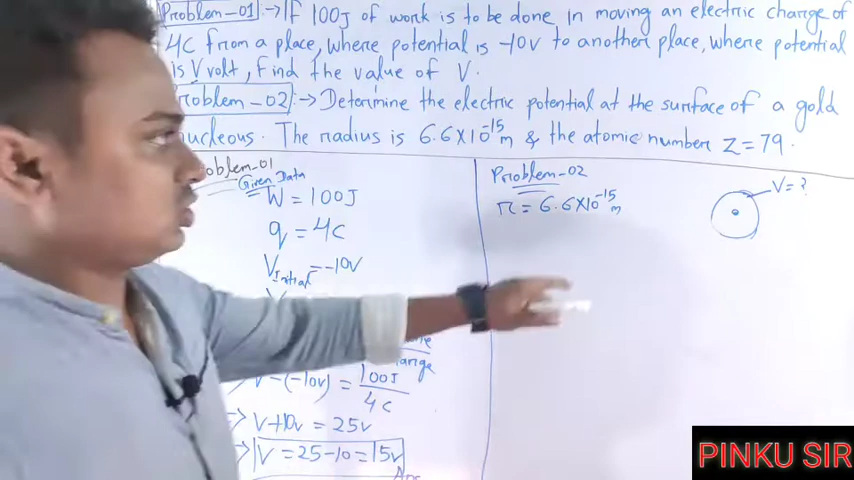 Problem-01 :→ If 100J of work is to be done in moving an electric charge of
4C from a place, where potential is -10v to another place, where potential
is V volt, find the value of V.
roblem-02 :→ Determine the electric potential at the surface of a gold
nucleous. The radius is 6.6×10⁻¹⁵m & the atomic number Z=79.
oblem-01
Given Data
W = 100J
q = 4C
VInitial = -10v
V-(-10v) = 100J/4C
→ V+10v = 25v
→ V = 25-10 = 15v
Ans
Problem-02
r = 6.6×10⁻¹⁵m
V = ?
PINKU SIR